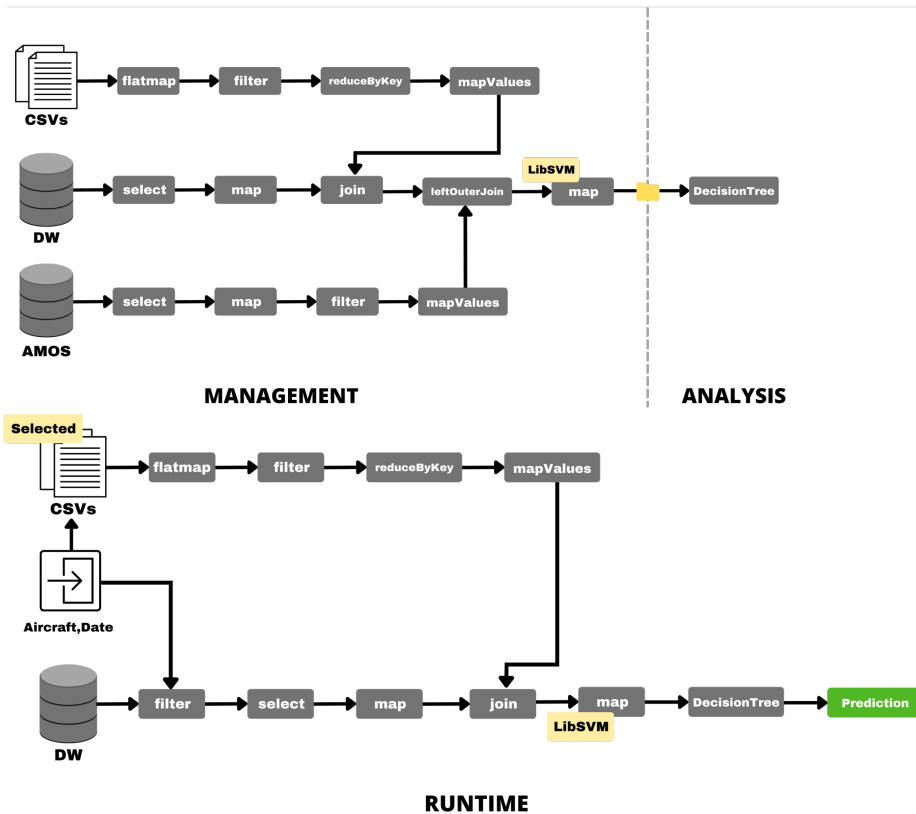 flatmap
filter
reduceByKey
mapValues
CSVs
LibSVM
select
map
join
leftOuterJoin
map
DecisionTree
DW
select
map
filter
mapValues
AMOS
MANAGEMENT
ANALYSIS
Selected
flatmap
filter
reduceByKey
mapValues
CSVs
Aircraft,Date
filter
select
map
join
map
DecisionTree
Prediction
LibSVM
DW
RUNTIME